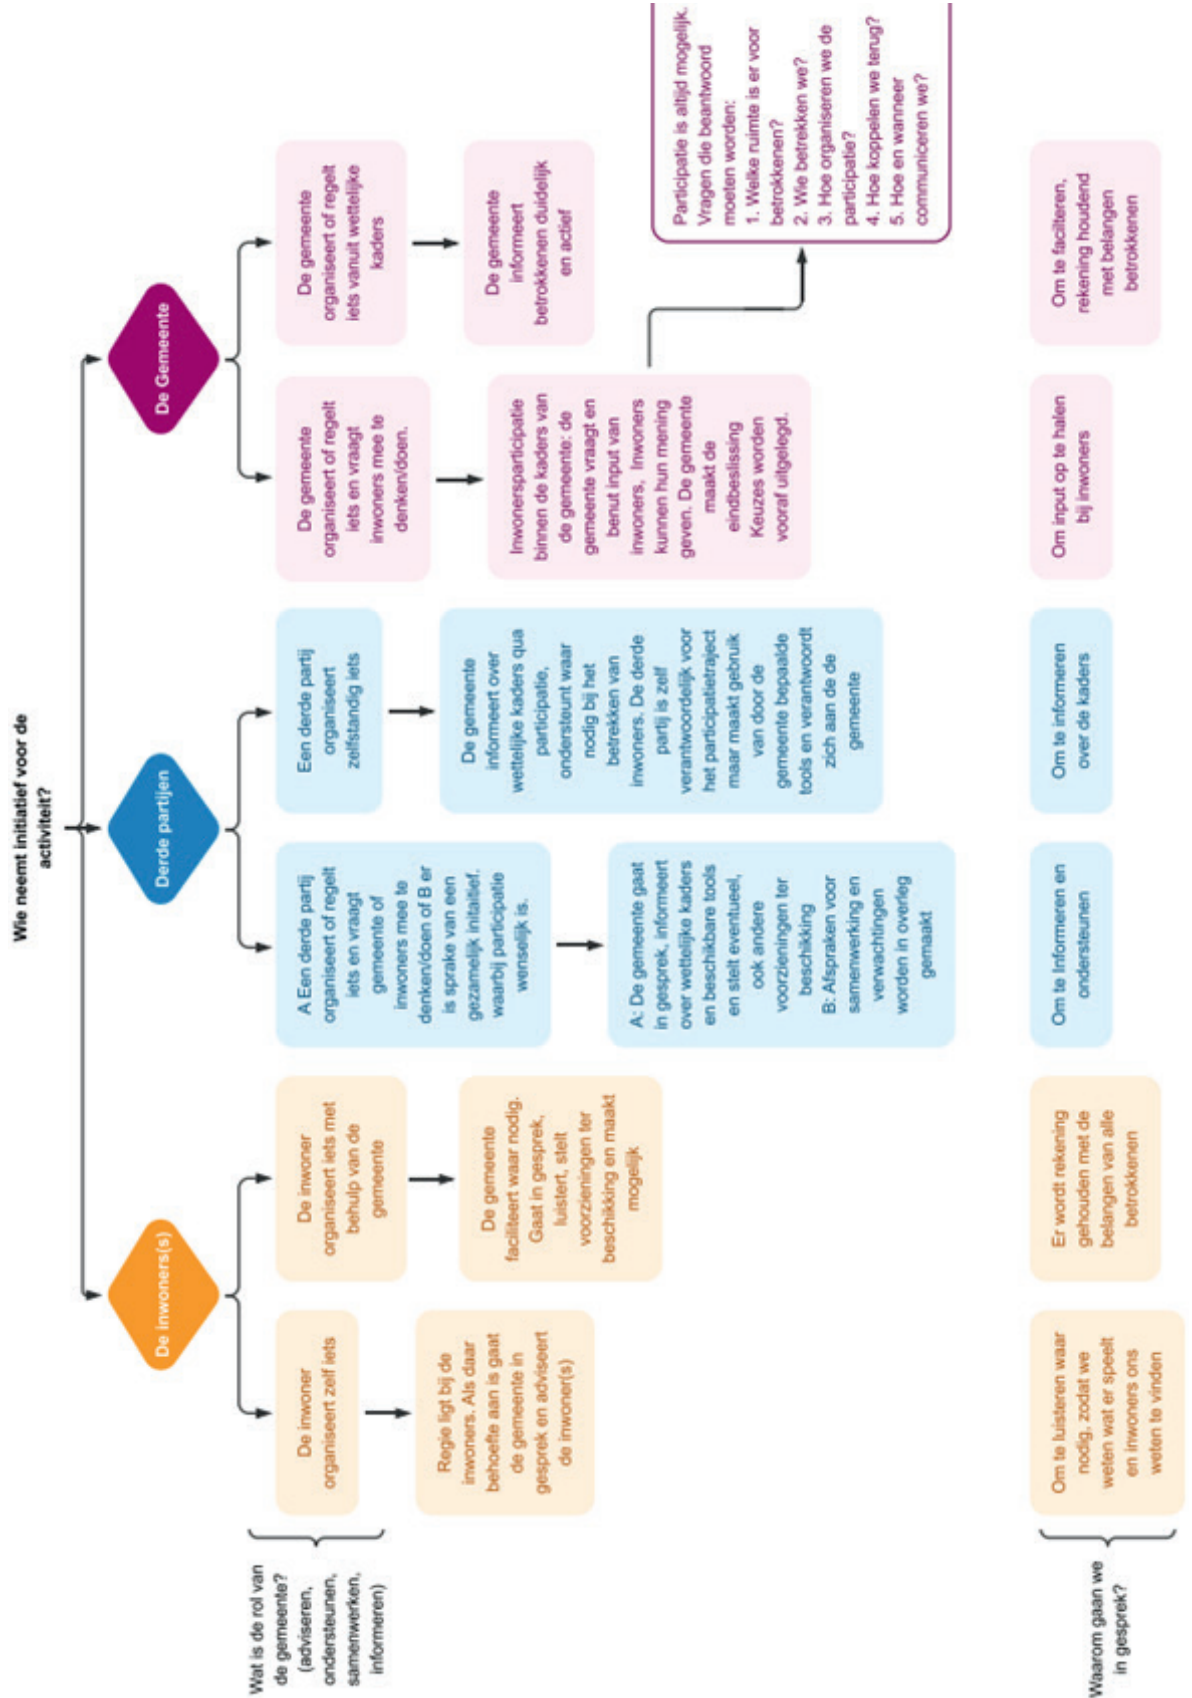 Wie neemt initiatief voor de
activiteit?
De inwoners(s)
Derde partijen
De Gemeente
Wat is de rol van
de gemeente?
(adviseren,
ondersteunen,
samenwerken,
informeren)
De inwoner
organiseert zelf iets
De inwoner
organiseert iets met
behulp van de
gemeente
A Een derde partij
organiseert of regelt
iets en vraagt
gemeente of
inwoners mee te
denken/doen of B er
is sprake van een
gezamelijk initaitief.
waarbij participatie
wenselijk is.
Een derde partij
organiseert
zelfstandig iets
De gemeente
organiseert of regelt
iets en vraagt
inwoners mee te
denken/doen.
De gemeente
organiseert of regelt
iets vanuit wettelijke
kaders
Regie ligt bij de
inwoners. Als daar
behoefte aan is gaat
de gemeente in
gesprek en adviseert
de inwoner(s)
De gemeente
faciliteert waar nodig.
Gaat in gesprek,
luistert, stelt
voorzieningen ter
beschikking en maakt
mogelijk
A: De gemeente gaat
in gesprek, informeert
over wettelijke kaders
en beschikbare tools
en stelt eventueel,
ook andere
voorzieningen ter
beschikking
B: Afspraken voor
samenwerking en
verwachtingen
worden in overleg
gemaakt
De gemeente
informeert over
wettelijke kaders qua
participatie,
ondersteunt waar
nodig bij het
betrekken van
inwoners. De derde
partij is zelf
verantwoordelijk voor
het participatietraject
maar maakt gebruik
van door de
gemeente bepaalde
tools en verantwoordt
zich aan de de
gemeente
Inwonersparticipatie
binnen de kaders van
de gemeente: de
gemeente vraagt en
benut input van
inwoners, Inwoners
kunnen hun mening
geven. De gemeente
maakt de
eindbeslissing
Keuzes worden
vooraf uitgelegd.
De gemeente
informeert
betrokkenen duidelijk
en actief
Participatie is altijd mogelijk.
Vragen die beantwoord
moeten worden:
1. Welke ruimte is er voor
betrokkenen?
2. Wie betrekken we?
3. Hoe organiseren we de
participatie?
4. Hoe koppelen we terug?
5. Hoe en wanneer
communiceren we?
Waarom gaan we
in gesprek?
Om te luisteren waar
nodig, zodat we
weten wat er speelt
en inwoners ons
weten te vinden
Er wordt rekening
gehouden met de
belangen van alle
betrokkenen
Om te Informeren en
ondersteunen
Om te informeren
over de kaders
Om input op te halen
bij inwoners
Om te facilteren,
rekening houdend
met belangen
betrokkenen